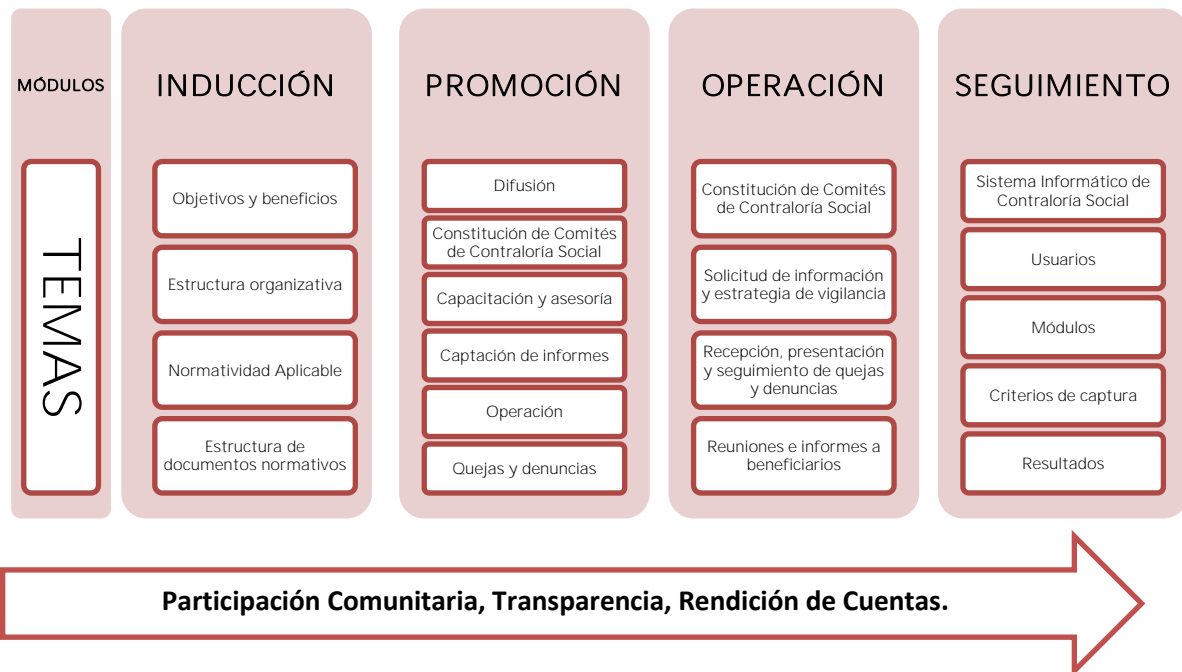 MÓDULOS
TEMAS
INDUCCIÓN
Objetivos y beneficios
Estructura organizativa
Normatividad Aplicable
Estructura de
documentos normativos
PROMOCIÓN
Difusión
Constitución de Comités
de Contraloría Social
Capacitación y asesoría
Captación de informes
Operación
Quejas y denuncias
OPERACIÓN
Constitución de Comités
de Contraloría Social
Solicitud de información
y estrategia de vigilancia
Recepción, presentación
y seguimiento de quejas
y denuncias
Reuniones e informes a
beneficiarios
SEGUIMIENTO
Sistema Informático de
Contraloría Social
Usuarios
Módulos
Criterios de captura
Resultados
Participación Comunitaria, Transparencia, Rendición de Cuentas.